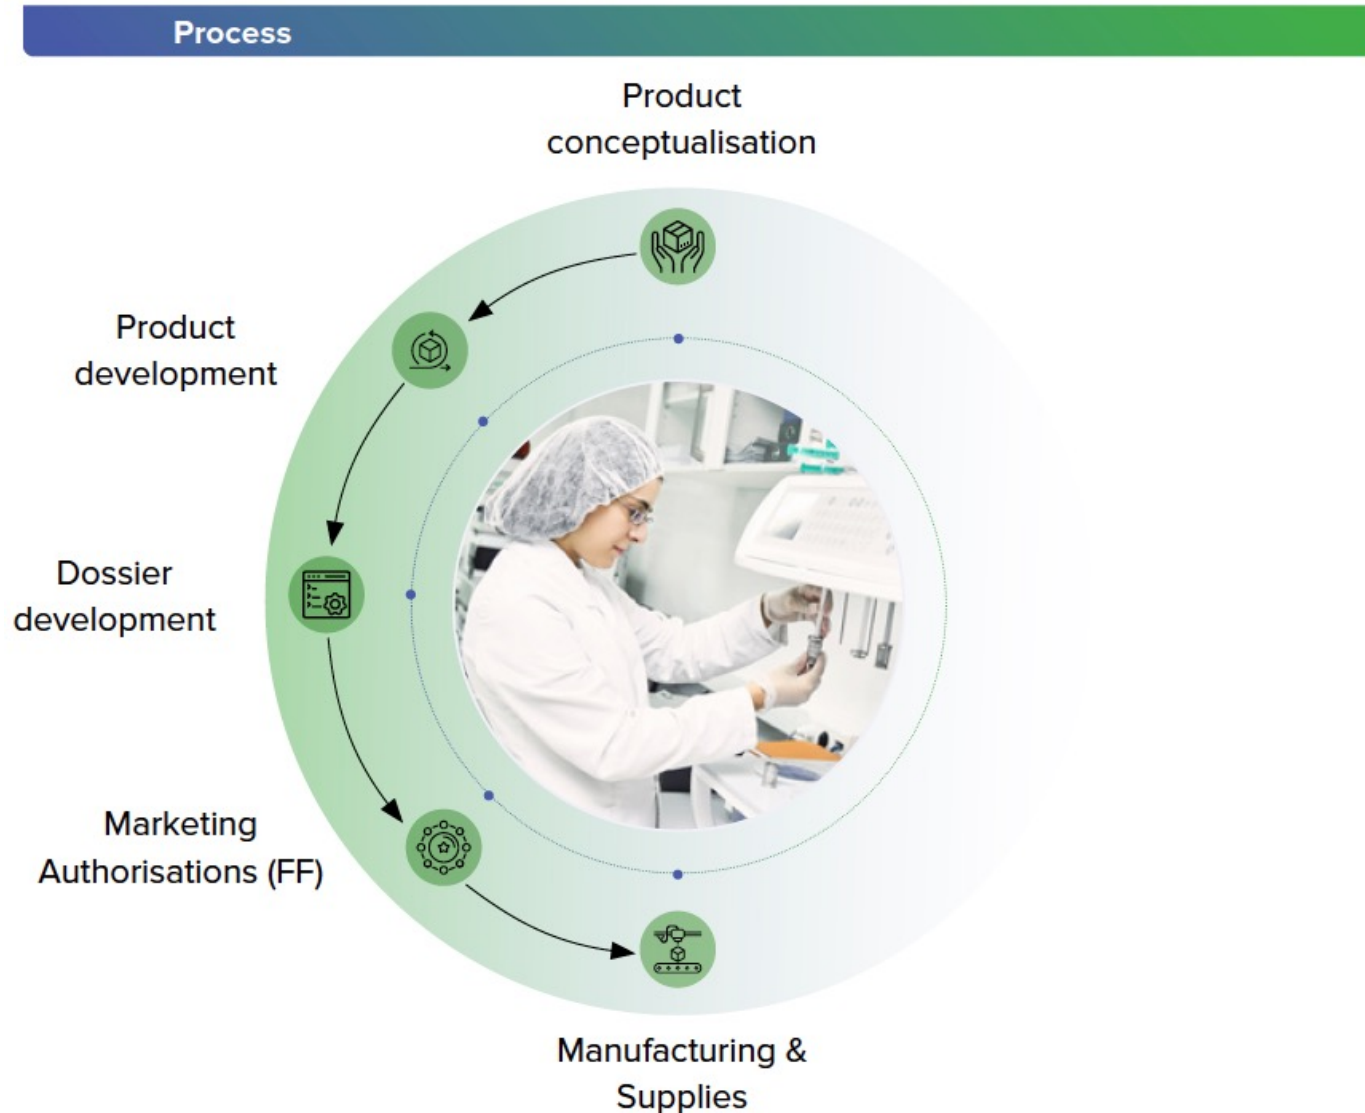 Process
Product
conceptualisation
Product
development
Dossier
development
Marketing
Authorisations (FF)
Manufacturing &
Supplies